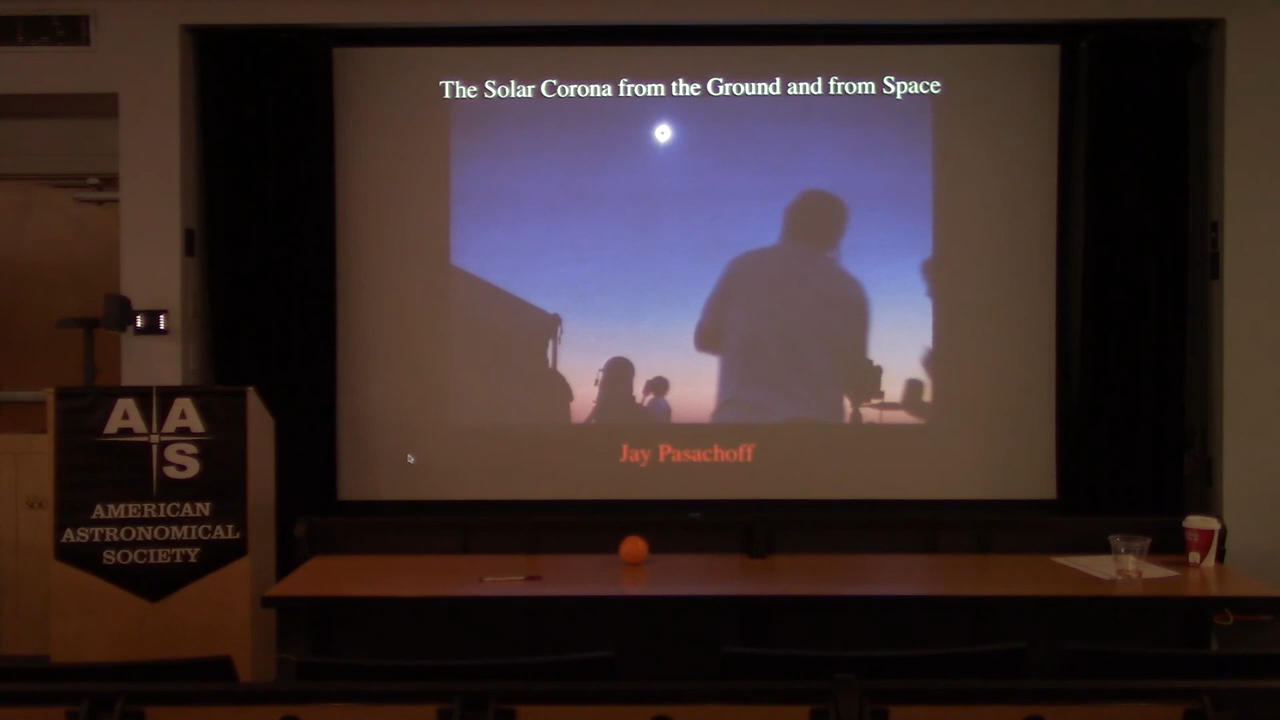 The Solar Corona from the Ground and from Space
Jay Pasachoff
AAS
AMERICAN
ASTRONOMICAL
SOCIETY